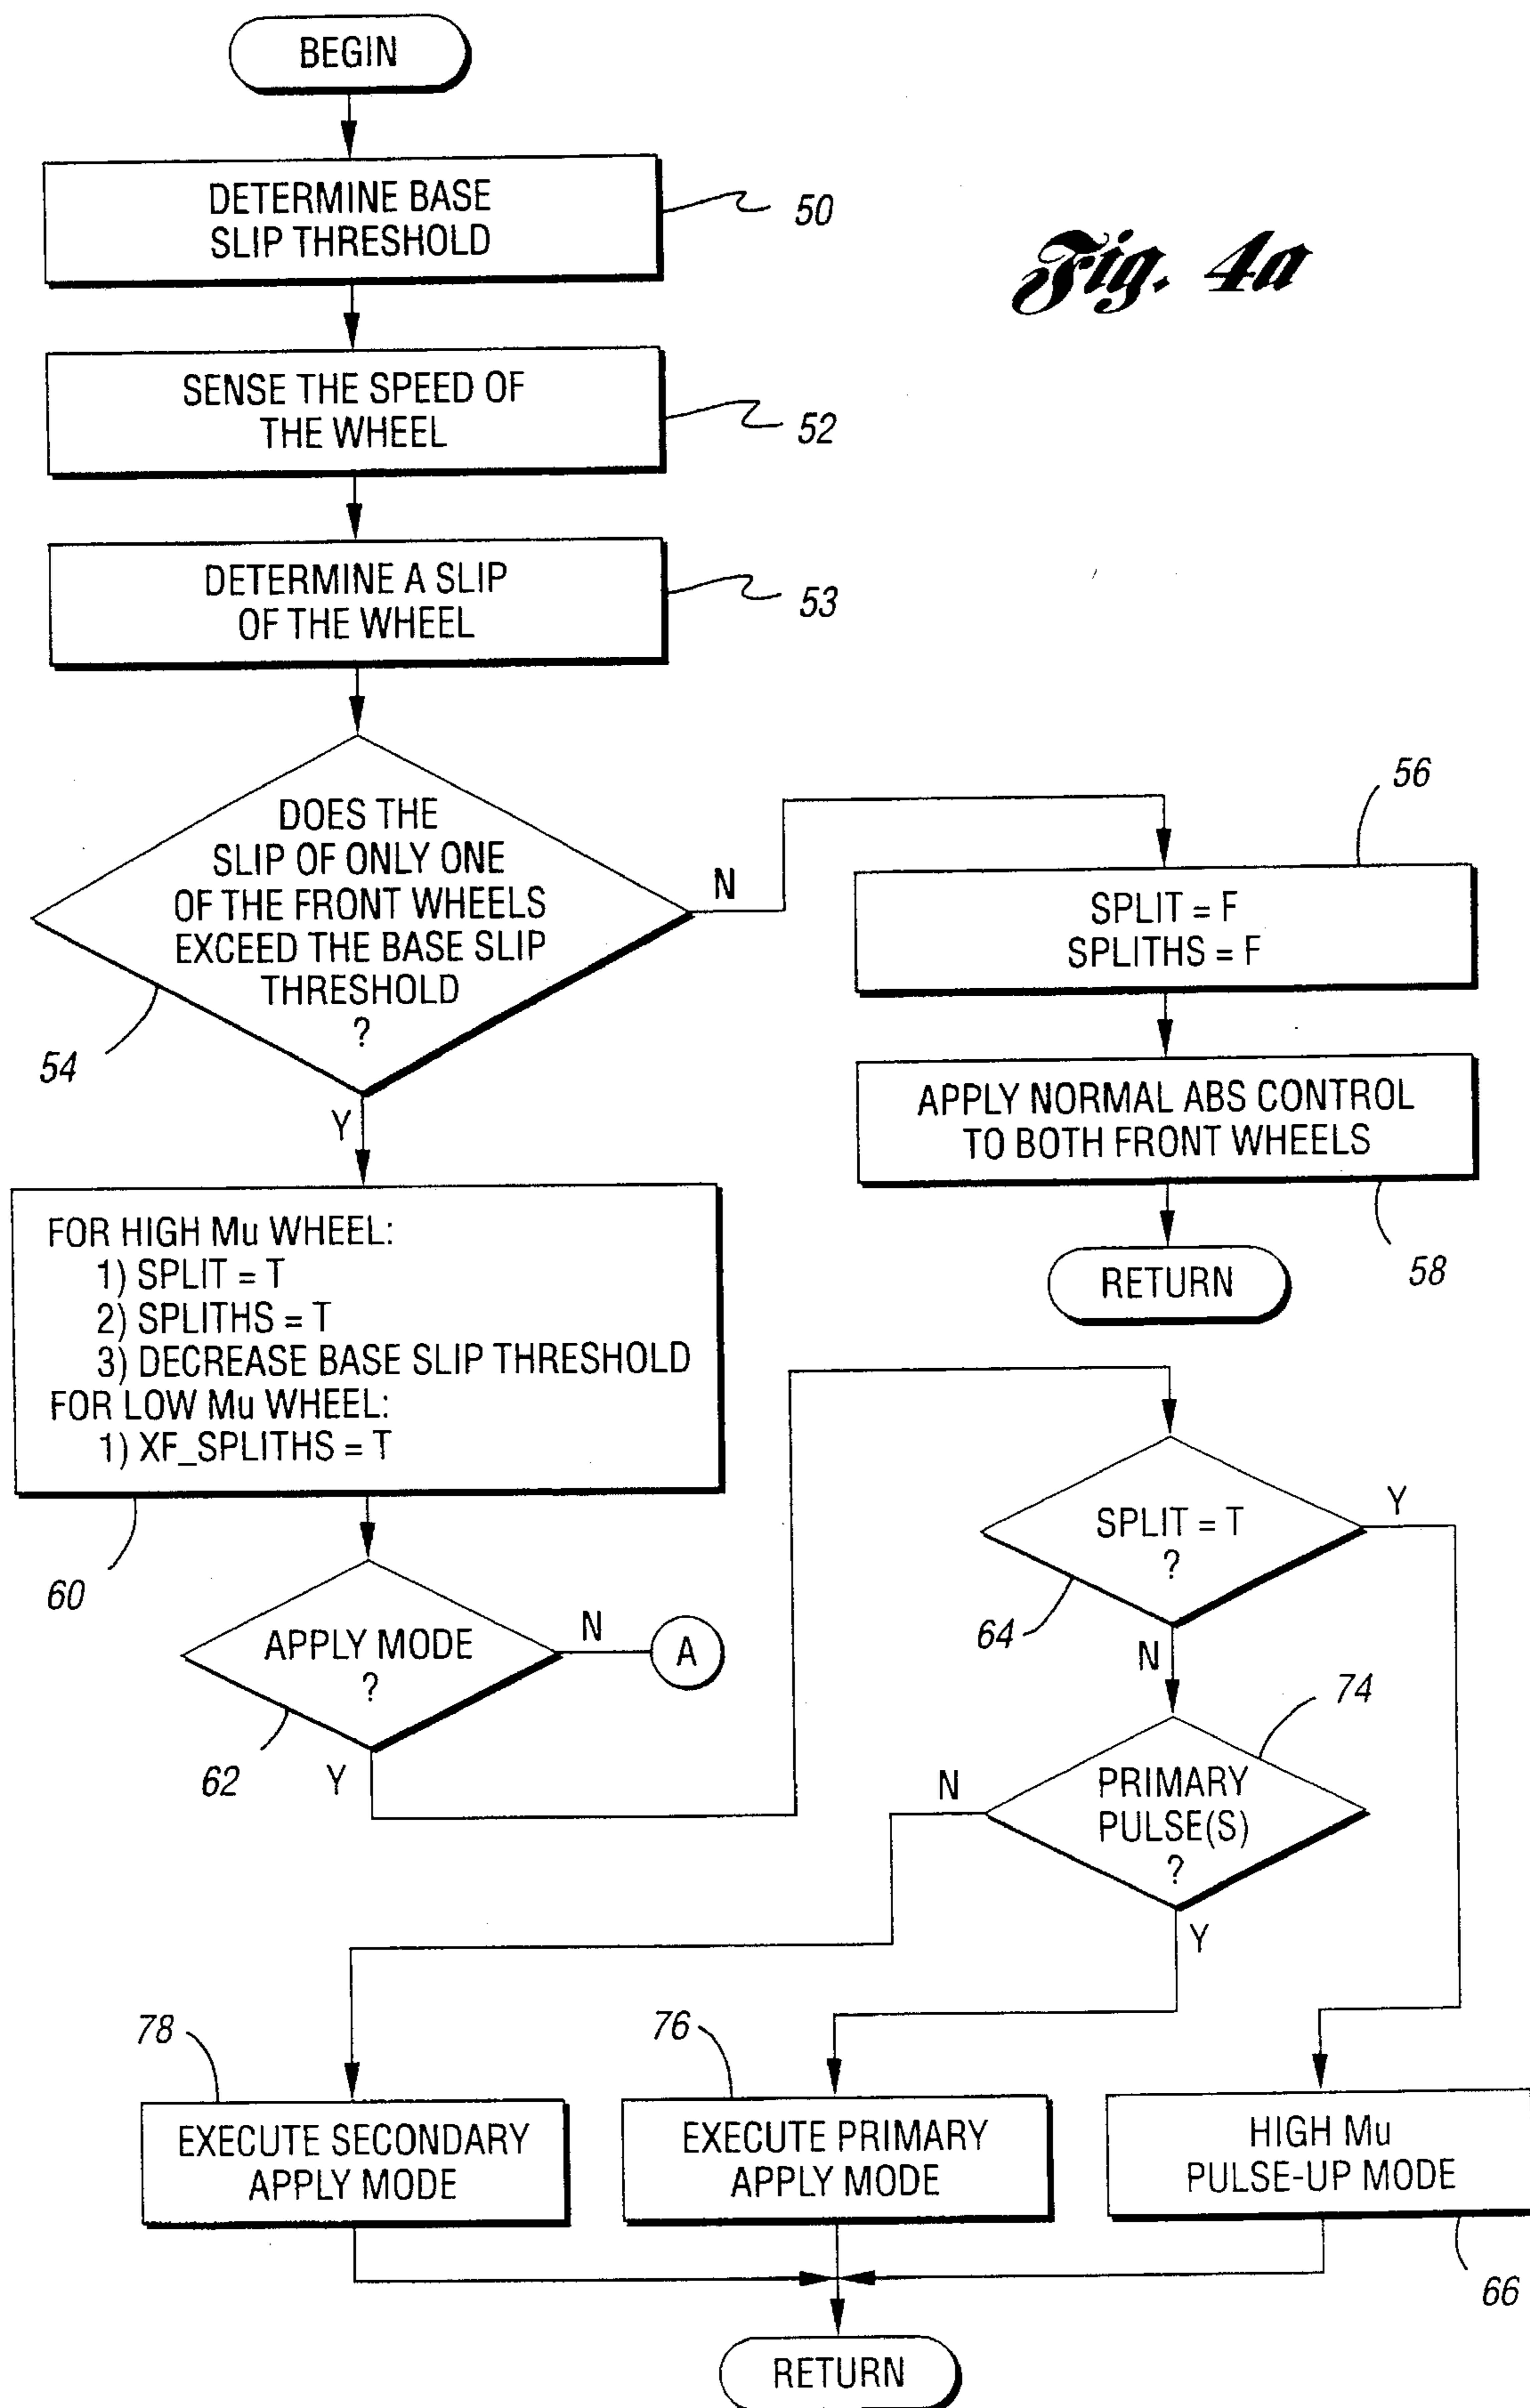 BEGIN
DETERMINE BASE
SLIP THRESHOLD
50
Fig. 4a
SENSE THE SPEED OF
THE WHEEL
52
DETERMINE A SLIP
OF THE WHEEL
53
DOES THE
SLIP OF ONLY ONE
OF THE FRONT WHEELS
EXCEED THE BASE SLIP
THRESHOLD
?
54
N
56
SPLIT = F
SPLITHS = F
APPLY NORMAL ABS CONTROL
TO BOTH FRONT WHEELS
58
RETURN
Y
FOR HIGH Mu WHEEL:
1) SPLIT = T
2) SPLITHS = T
3) DECREASE BASE SLIP THRESHOLD
FOR LOW Mu WHEEL:
1) XF_SPLITHS = T
60
APPLY MODE
?
62
N
A
Y
SPLIT = T
?
64
Y
N
74
PRIMARY
PULSE(S)
?
N
Y
78
EXECUTE SECONDARY
APPLY MODE
76
EXECUTE PRIMARY
APPLY MODE
HIGH Mu
PULSE-UP MODE
66
RETURN